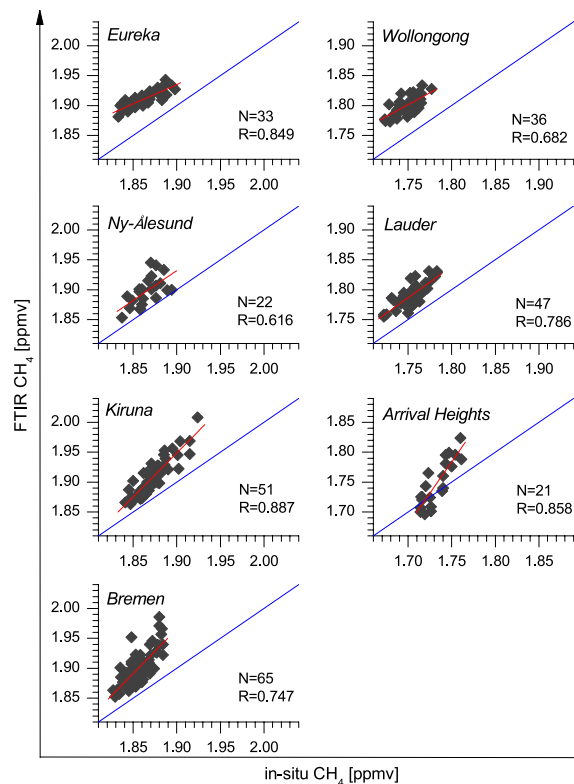 Eureka
2.00
1.95
1.90
1.85
1.85 1.90 1.95 2.00
N=33
R=0.849
Wollongong
1.90
1.85
1.80
1.75
1.75 1.80 1.85 1.90
N=36
R=0.682
Ny-Ålesund
2.00
1.95
1.90
1.85
1.85 1.90 1.95 2.00
N=22
R=0.616
Lauder
1.90
1.85
1.80
1.75
1.75 1.80 1.85 1.90
N=47
R=0.786
Kiruna
2.00
1.95
1.90
1.85
1.85 1.90 1.95 2.00
N=51
R=0.887
Arrival Heights
1.85
1.80
1.75
1.70
1.70 1.75 1.80 1.85
N=21
R=0.858
Bremen
2.00
1.95
1.90
1.85
1.85 1.90 1.95 2.00
N=65
R=0.747
FTIR CH₄ [ppmv]
in-situ CH₄ [ppmv]